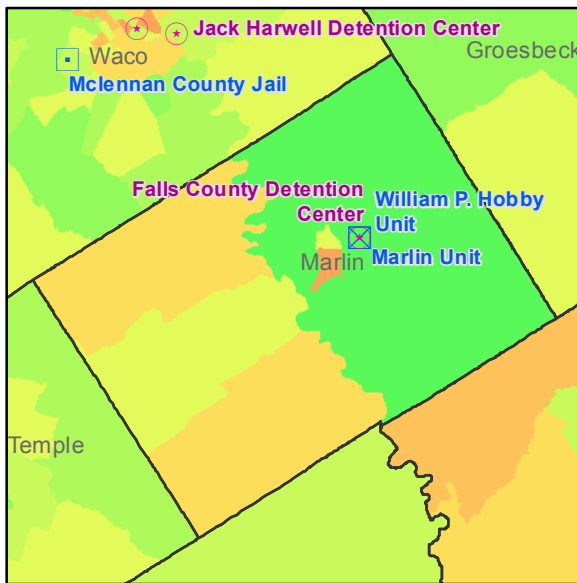 Jack Harwell Detention Center
Waco
Groesbeck
Mclennan County Jail
Falls County Detention
Center
William P. Hobby
Unit
Marlin
Marlin Unit
Temple